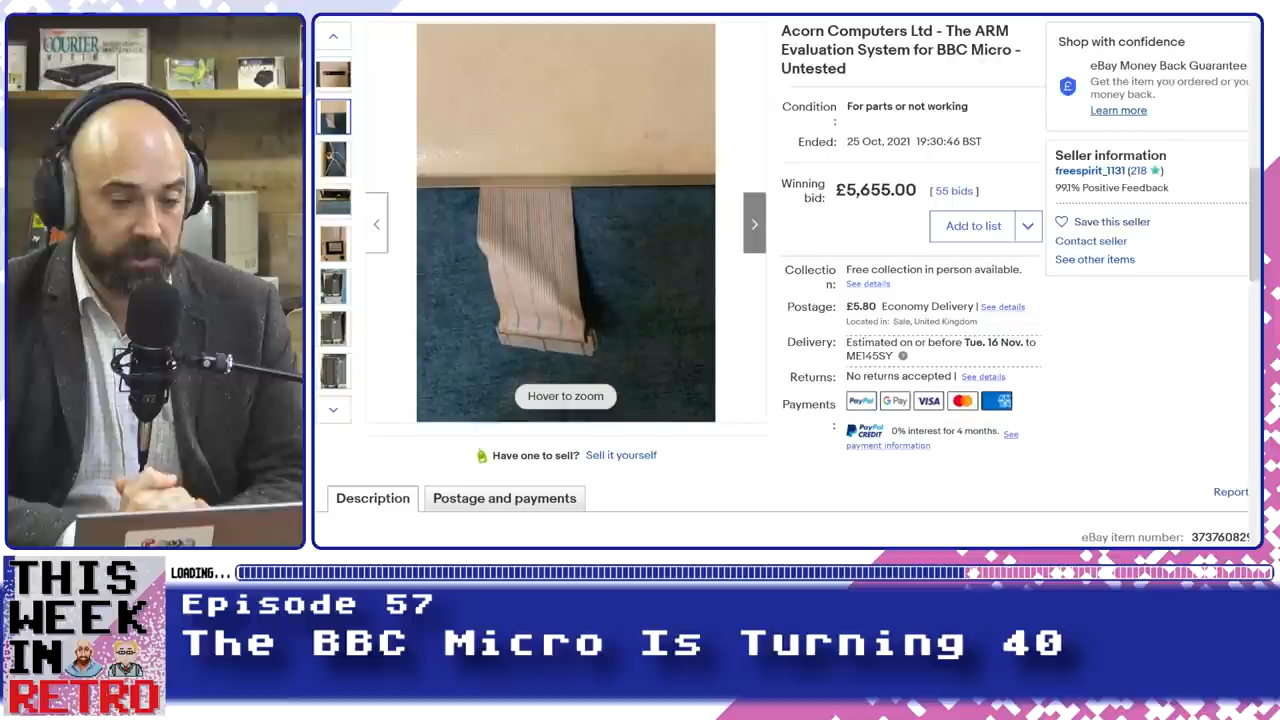 COURIER
Acorn Computers Ltd - The ARM
Evaluation System for BBC Micro -
Untested
Condition
:
For parts or not working
Ended:
25 Oct, 2021 19:30:46 BST
Winning
bid:
£5,655.00
[ 55 bids ]
Add to list
Collectio
n:
Free collection in person available.
See details
Postage:
£5.80 Economy Delivery | See details
Located in: Sale, United Kingdom
Delivery:
Estimated on or before Tue. 16 Nov. to
ME145SY
Returns:
No returns accepted | See details
Payments
:
PayPal
G Pay
VISA
PayPal
CREDIT
0% interest for 4 months. See
payment information
Shop with confidence
eBay Money Back Guarantee
Get the item you ordered or you
money back.
Learn more
Seller information
freespirit_1131 (218 )
99.1% Positive Feedback
Save this seller
Contact seller
See other items
Hover to zoom
Have one to sell? Sell it yourself
Description
Postage and payments
Report
eBay item number: 373760829
THIS
WEEK
IN
RETRO
LOADING...
Episode 57
The BBC Micro Is Turning 40